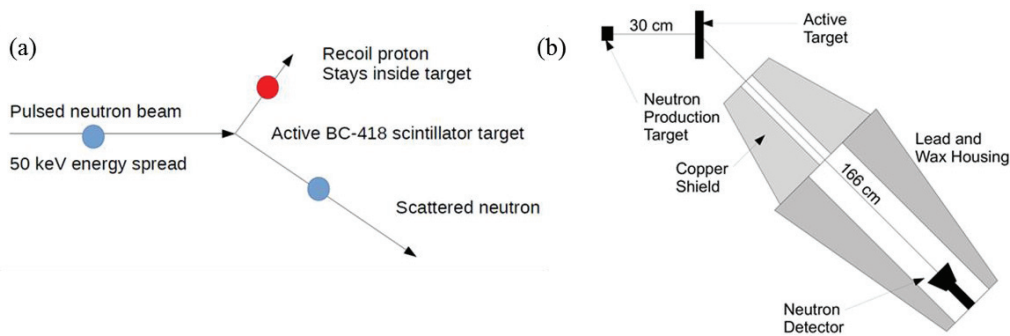 (a)
Recoil proton
Stays inside target
Pulsed neutron beam
Active BC-418 scintillator target
50 keV energy spread
Scattered neutron
(b)
30 cm
Active
Target
Neutron
Production
Target
Copper
Shield
Lead and
Wax Housing
166 cm
Neutron
Detector